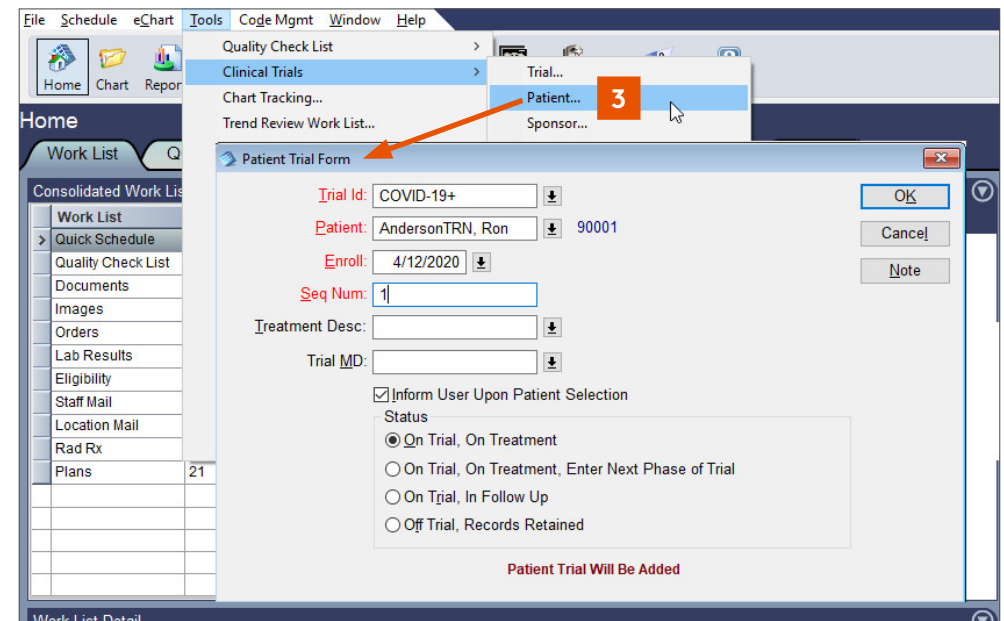 File Schedule eChart Tools Code Mgmt Window Help
Quality Check List >
Clinical Trials >
Chart Tracking...
Trend Review Work List...
Trial...
Patient... 3
Sponsor...
Home Chart Repor
Home
Work List Q
Consolidated Work Lis
Work List
> Quick Schedule
Quality Check List
Documents
Images
Orders
Lab Results
Eligibility
Staff Mail
Location Mail
Rad Rx
Plans 21
Patient Trial Form
Trial Id: COVID-19+
Patient: AndersonTRN, Ron 90001
Enroll: 4/12/2020
Seq Num: 1
Treatment Desc:
Trial MD:
Inform User Upon Patient Selection
Status
On Trial, On Treatment
On Trial, On Treatment, Enter Next Phase of Trial
On Trial, In Follow Up
Off Trial, Records Retained
Patient Trial Will Be Added
OK
Cancel
Note
Work List Detail